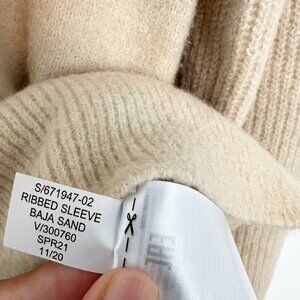 S/671947-02
RIBBED SLEEVE
BAJA SAND
V/300760
SPR21
11/20